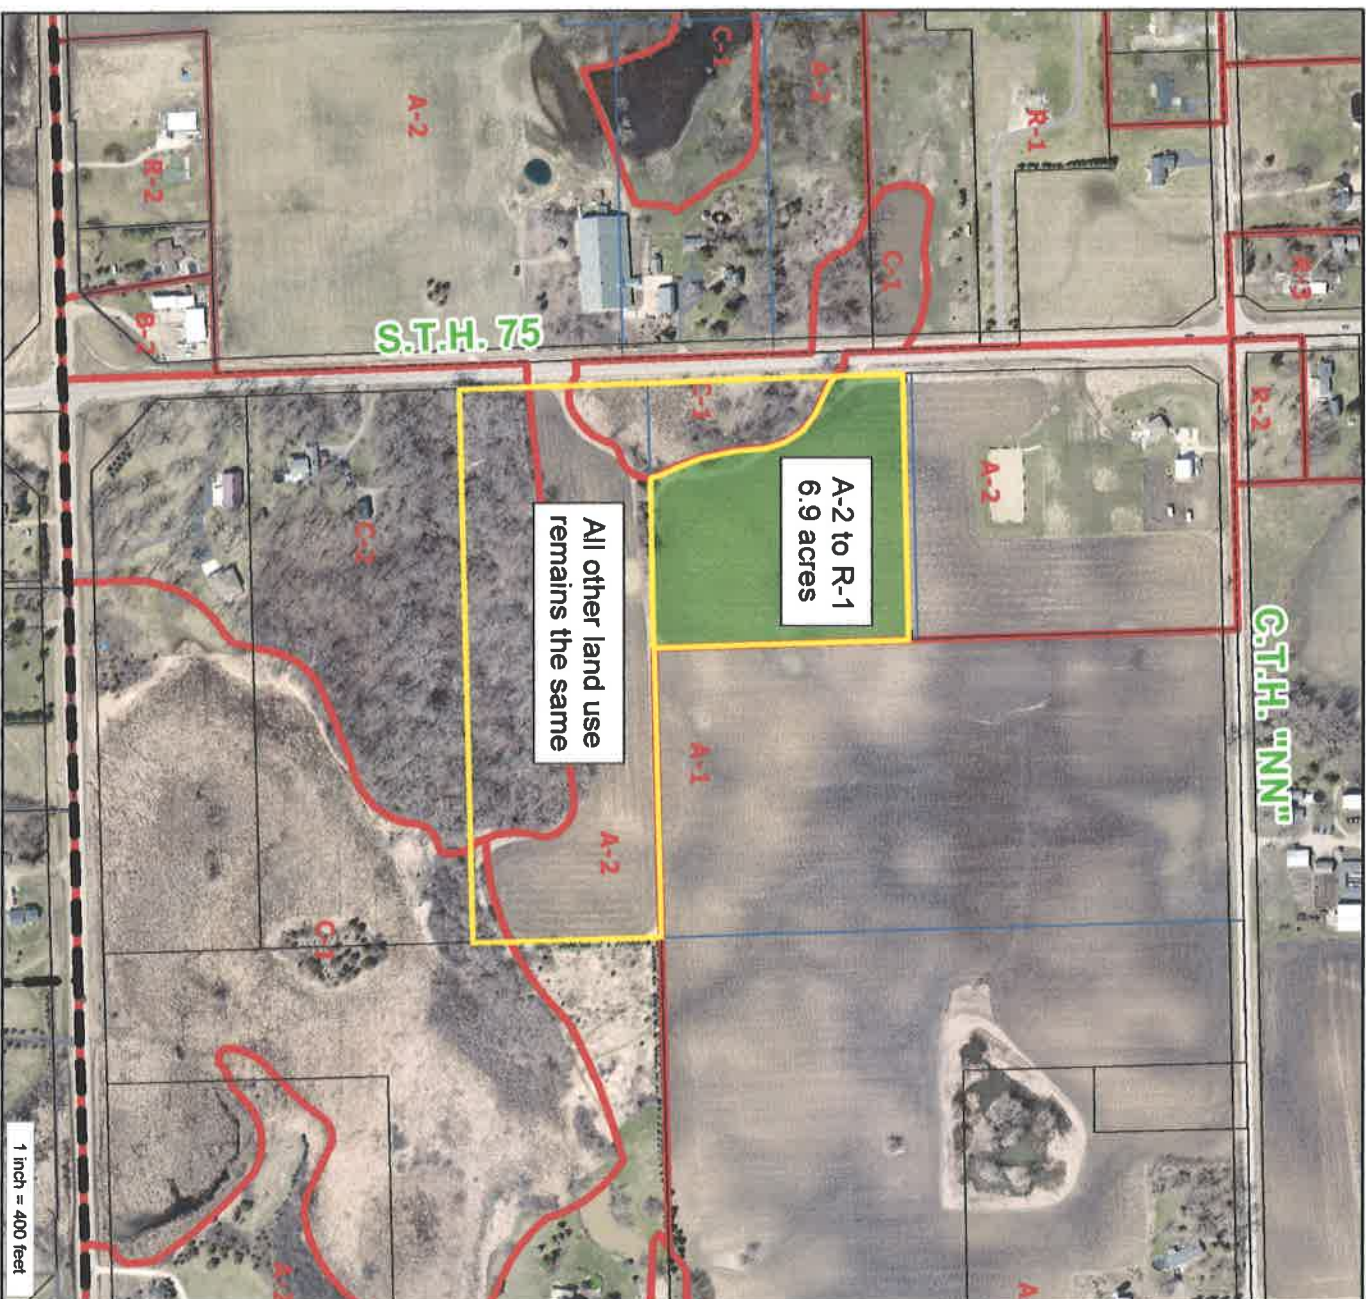 C-1
A-2
R-1
A-2
R-2
C-1
A-3
B-2
S.T.H. 75
R-2
C-1
A-2
A-2 to R-1
6.9 acres
C-2
All other land use
remains the same
C.T.H. "NN"
A-1
A-2
C-1
A-2
A
1 inch = 400 feet